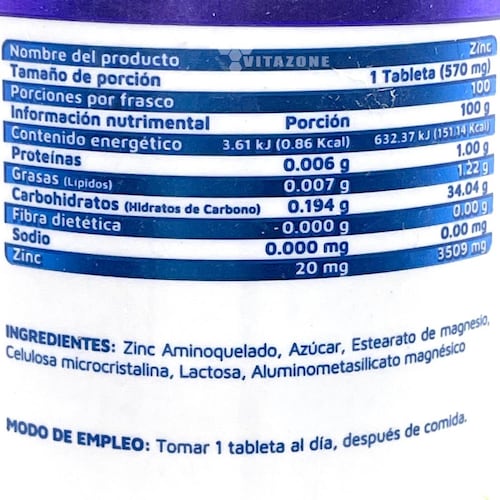 VITAZONE
Nombre del producto Zinc
Tamaño de porción 1 Tableta (570 mg)
Porciones por frasco 100
Información nutrimental Porción 100 g
Contenido energético 3.61 kJ (0.86 Kcal) 632.37 kJ (151.14 Kcal)
Proteínas 0.006 g 1.00 g
Grasas (Lípidos) 0.007 g 1.22 g
Carbohidratos (Hidratos de Carbono) 0.194 g 34.04 g
Fibra dietética 0.000 g 0.00 g
Sodio 0.000 mg 0.00 mg
Zinc 20 mg 3509 mg
INGREDIENTES: Zinc Aminoquelado, Azúcar, Estearato de magnesio,
Celulosa microcristalina, Lactosa, Aluminometasilicato magnésico
MODO DE EMPLEO: Tomar 1 tableta al día, después de comida.